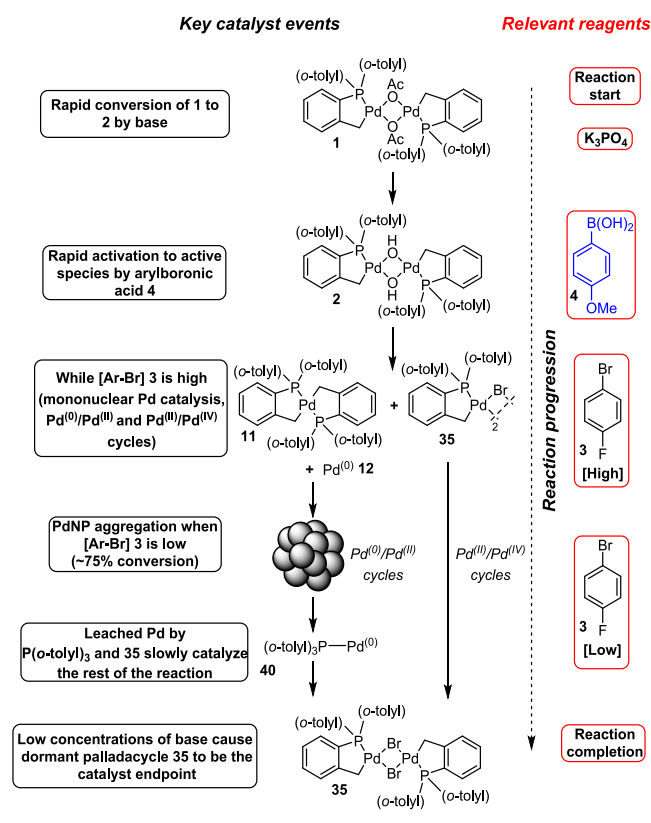 Key catalyst events
Relevant reagents
(o-tolyl)
(o-tolyl)
P
Ac
O
Pd
Pd
O
Ac
P
(o-tolyl)
(o-tolyl)
1
Rapid conversion of 1 to
2 by base
Reaction
start
K3PO4
(o-tolyl)
(o-tolyl)
P
H
O
Pd
Pd
O
H
P
(o-tolyl)
(o-tolyl)
2
Rapid activation to active
species by arylboronic
acid 4
B(OH)2
4
OMe
While [Ar-Br] 3 is high
(mononuclear Pd catalysis,
Pd(0)/Pd(II) and Pd(II)/Pd(IV)
cycles)
(o-tolyl)
(o-tolyl)
P
Pd
P
(o-tolyl)
(o-tolyl)
11
+
(o-tolyl)
(o-tolyl)
P
Br
Pd
2
35
+ Pd(0) 12
Br
3
F
[High]
Reaction progression
PdNP aggregation when
[Ar-Br] 3 is low
(~75% conversion)
Pd(0)/Pd(II)
cycles
Pd(II)/Pd(IV)
cycles
Br
3
F
[Low]
Leached Pd by
P(o-tolyl)3 and 35 slowly catalyze
the rest of the reaction
(o-tolyl)3P—Pd(0)
40
Low concentrations of base cause
dormant palladacycle 35 to be the
catalyst endpoint
(o-tolyl)
(o-tolyl)
P
Br
Pd
Pd
Br
P
(o-tolyl)
(o-tolyl)
35
Reaction
completion